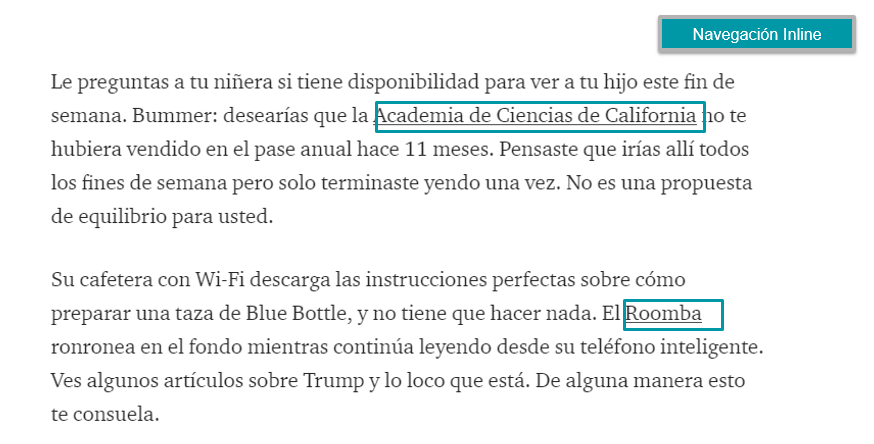 Navegación Inline
Le preguntas a tu niñera si tiene disponibilidad para ver a tu hijo este fin de
semana. Bummer: desearías que la Academia de Ciencias de California no te
hubiera vendido en el pase anual hace 11 meses. Pensaste que irías allí todos
los fines de semana pero solo terminaste yendo una vez. No es una propuesta
de equilibrio para usted.
Su cafetera con Wi-Fi descarga las instrucciones perfectas sobre cómo
preparar una taza de Blue Bottle, y no tiene que hacer nada. El Roomba
ronronea en el fondo mientras continúa leyendo desde su teléfono inteligente.
Ves algunos artículos sobre Trump y lo loco que está. De alguna manera esto
te consuela.